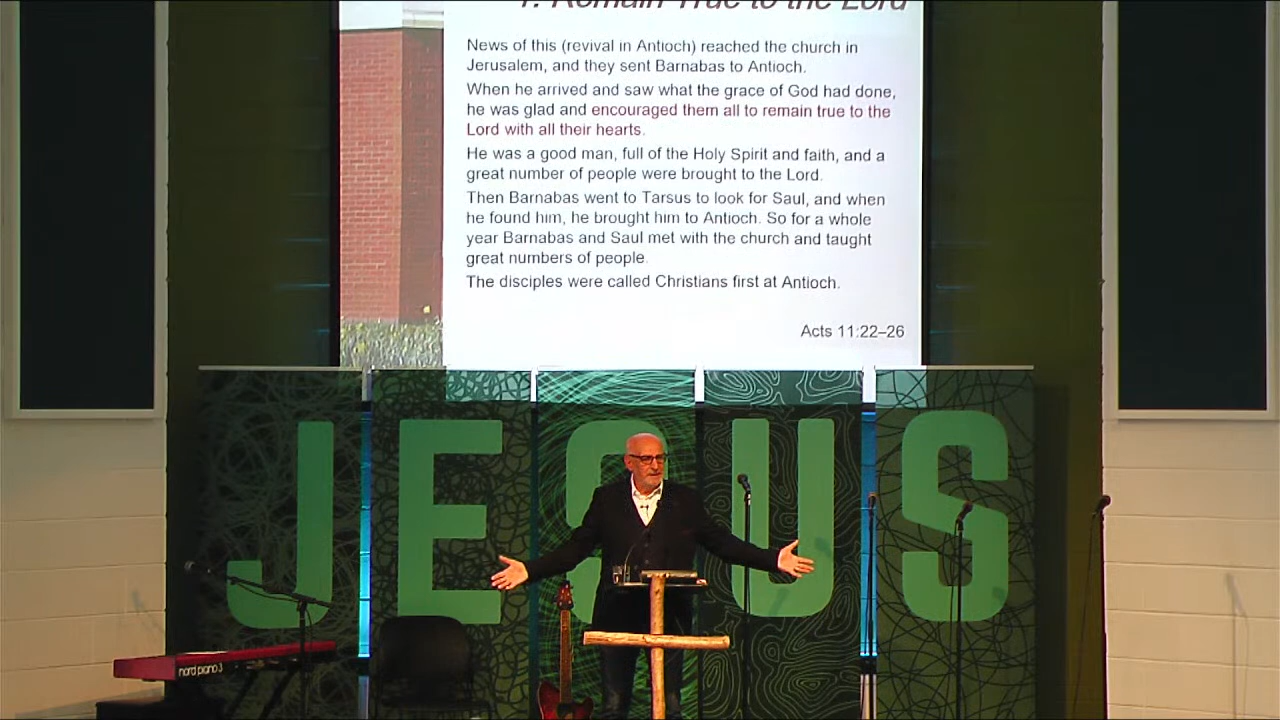 1. Remain True to the Lord
News of this (revival in Antioch) reached the church in
Jerusalem, and they sent Barnabas to Antioch.
When he arrived and saw what the grace of God had done,
he was glad and encouraged them all to remain true to the
Lord with all their hearts.
He was a good man, full of the Holy Spirit and faith, and a
great number of people were brought to the Lord.
Then Barnabas went to Tarsus to look for Saul, and when
he found him, he brought him to Antioch. So for a whole
year Barnabas and Saul met with the church and taught
great numbers of people.
The disciples were called Christians first at Antioch.
Acts 11:22–26
JESUS
nord piano 3